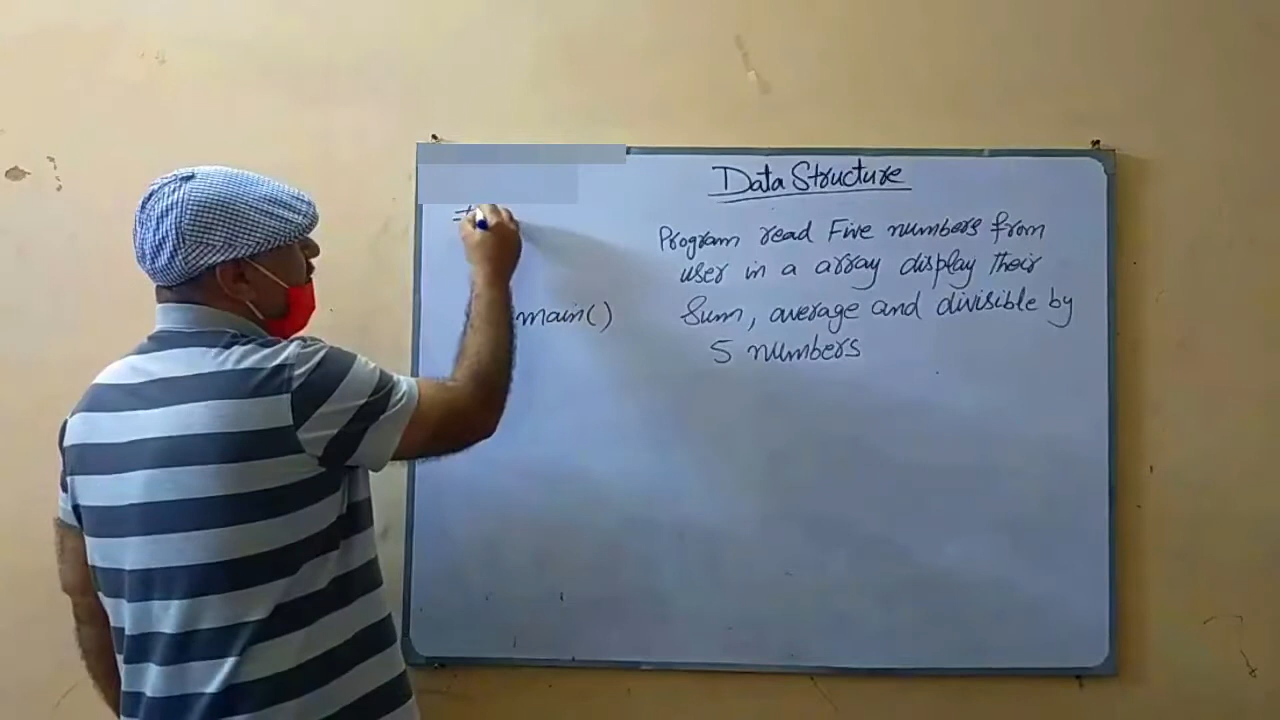 Data Structure
Program read Five numbers from
user in a array display their
main()
Sum, average and divisible by
5 numbers